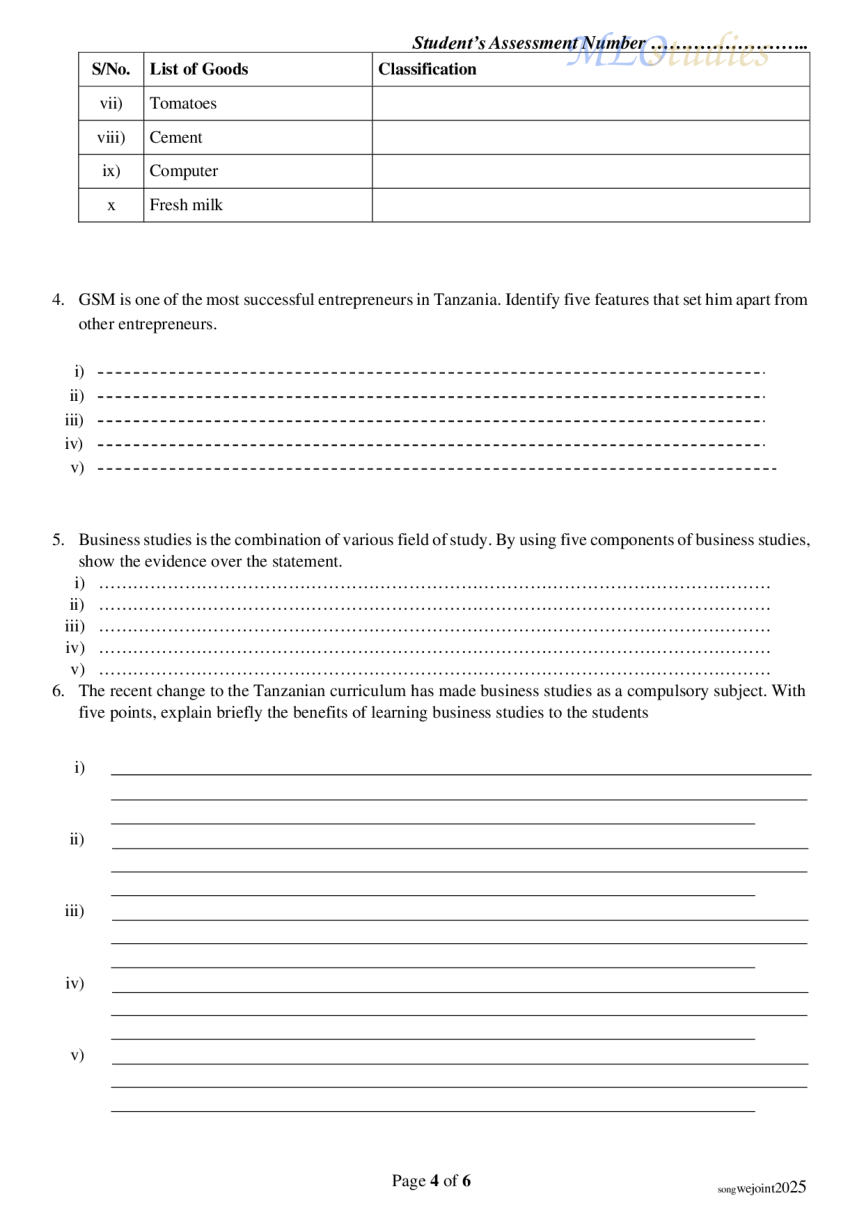 Student's Assessment Number ……………………..
MLOstudies
S/No. List of Goods Classification
vii) Tomatoes
viii) Cement
ix) Computer
x Fresh milk
4. GSM is one of the most successful entrepreneurs in Tanzania. Identify five features that set him apart from
other entrepreneurs.
i)
ii)
iii)
iv)
v)
5. Business studies is the combination of various field of study. By using five components of business studies,
show the evidence over the statement.
i) ……………………………………………………………………………………………………
ii) ……………………………………………………………………………………………………
iii) ……………………………………………………………………………………………………
iv) ……………………………………………………………………………………………………
v) ……………………………………………………………………………………………………
6. The recent change to the Tanzanian curriculum has made business studies as a compulsory subject. With
five points, explain briefly the benefits of learning business studies to the students
i)
ii)
iii)
iv)
v)
Page 4 of 6
songwejoint2025